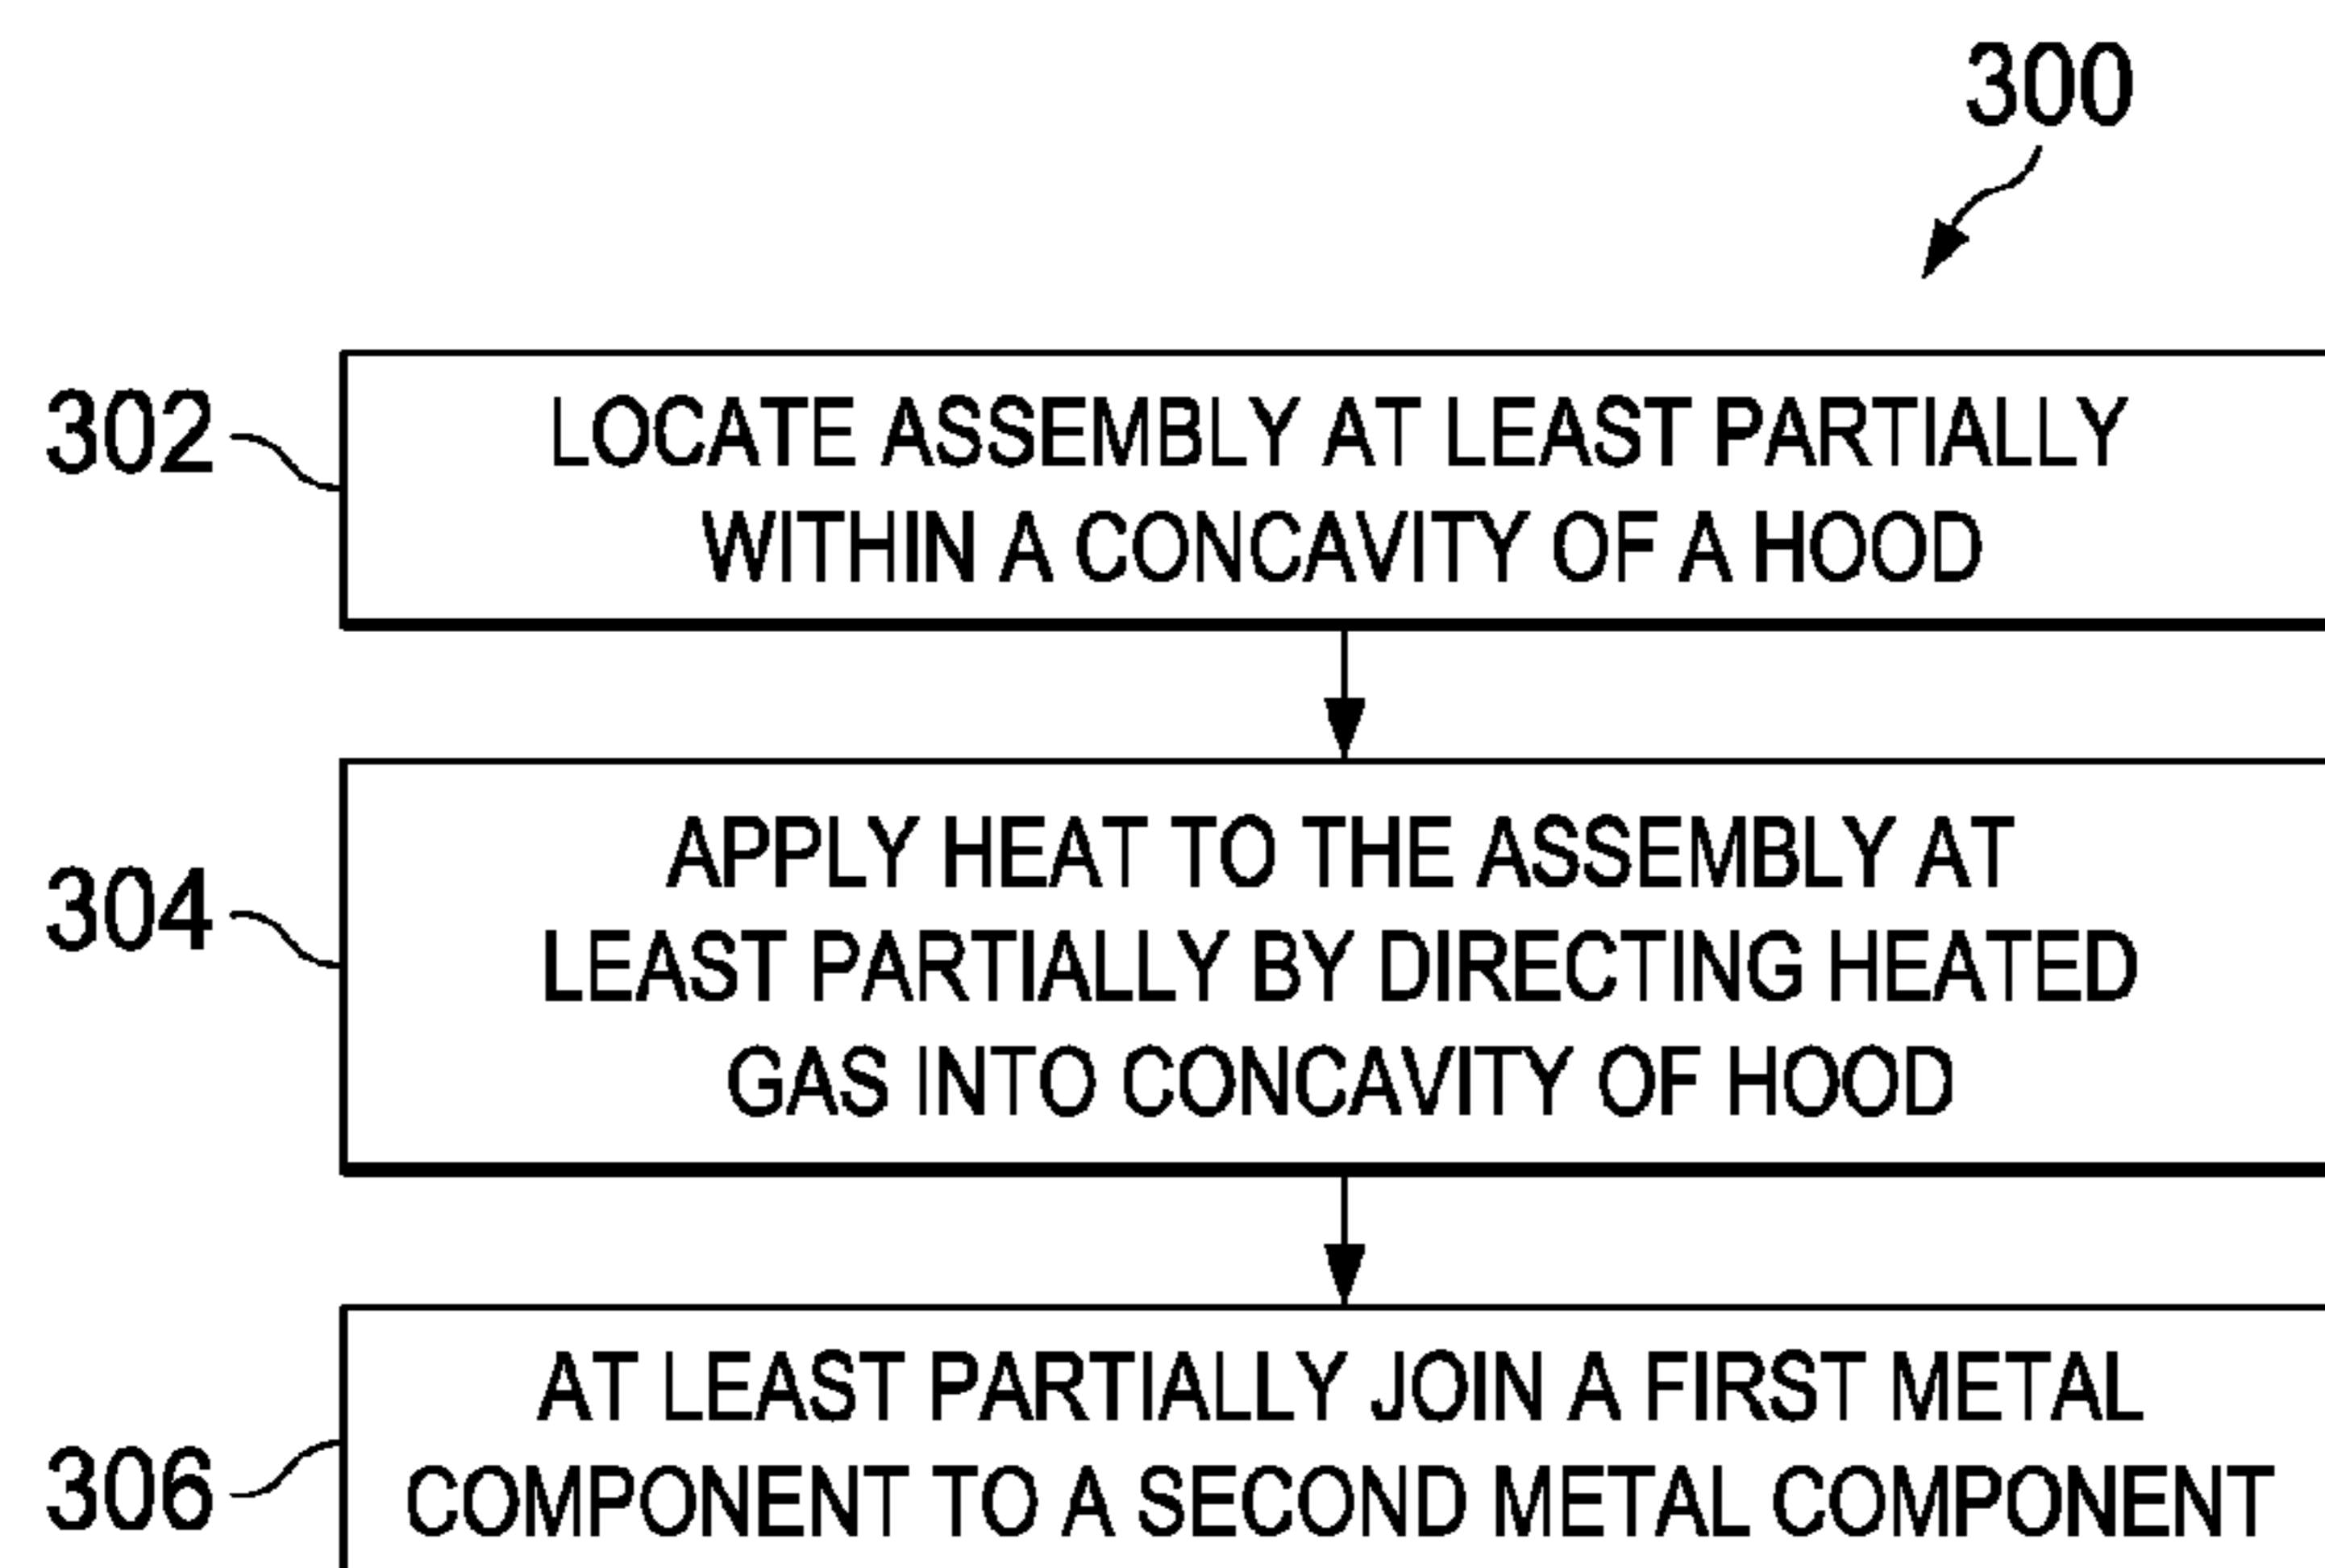 300
302
LOCATE ASSEMBLY AT LEAST PARTIALLY
WITHIN A CONCAVITY OF A HOOD
304
APPLY HEAT TO THE ASSEMBLY AT
LEAST PARTIALLY BY DIRECTING HEATED
GAS INTO CONCAVITY OF HOOD
306
AT LEAST PARTIALLY JOIN A FIRST METAL
COMPONENT TO A SECOND METAL COMPONENT